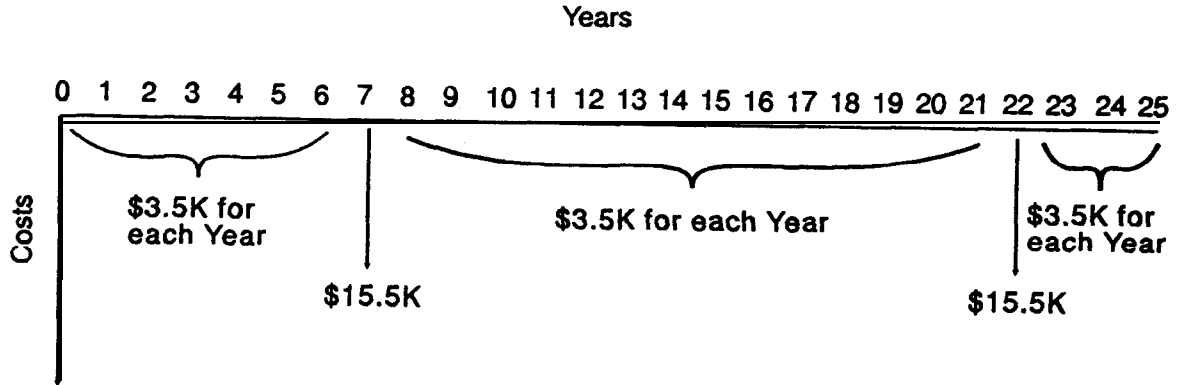 Years
0 1 2 3 4 5 6 7 8 9 10 11 12 13 14 15 16 17 18 19 20 21 22 23 24 25
Costs
$3.5K for
each Year
$15.5K
$3.5K for each Year
$15.5K
$3.5K for
each Year